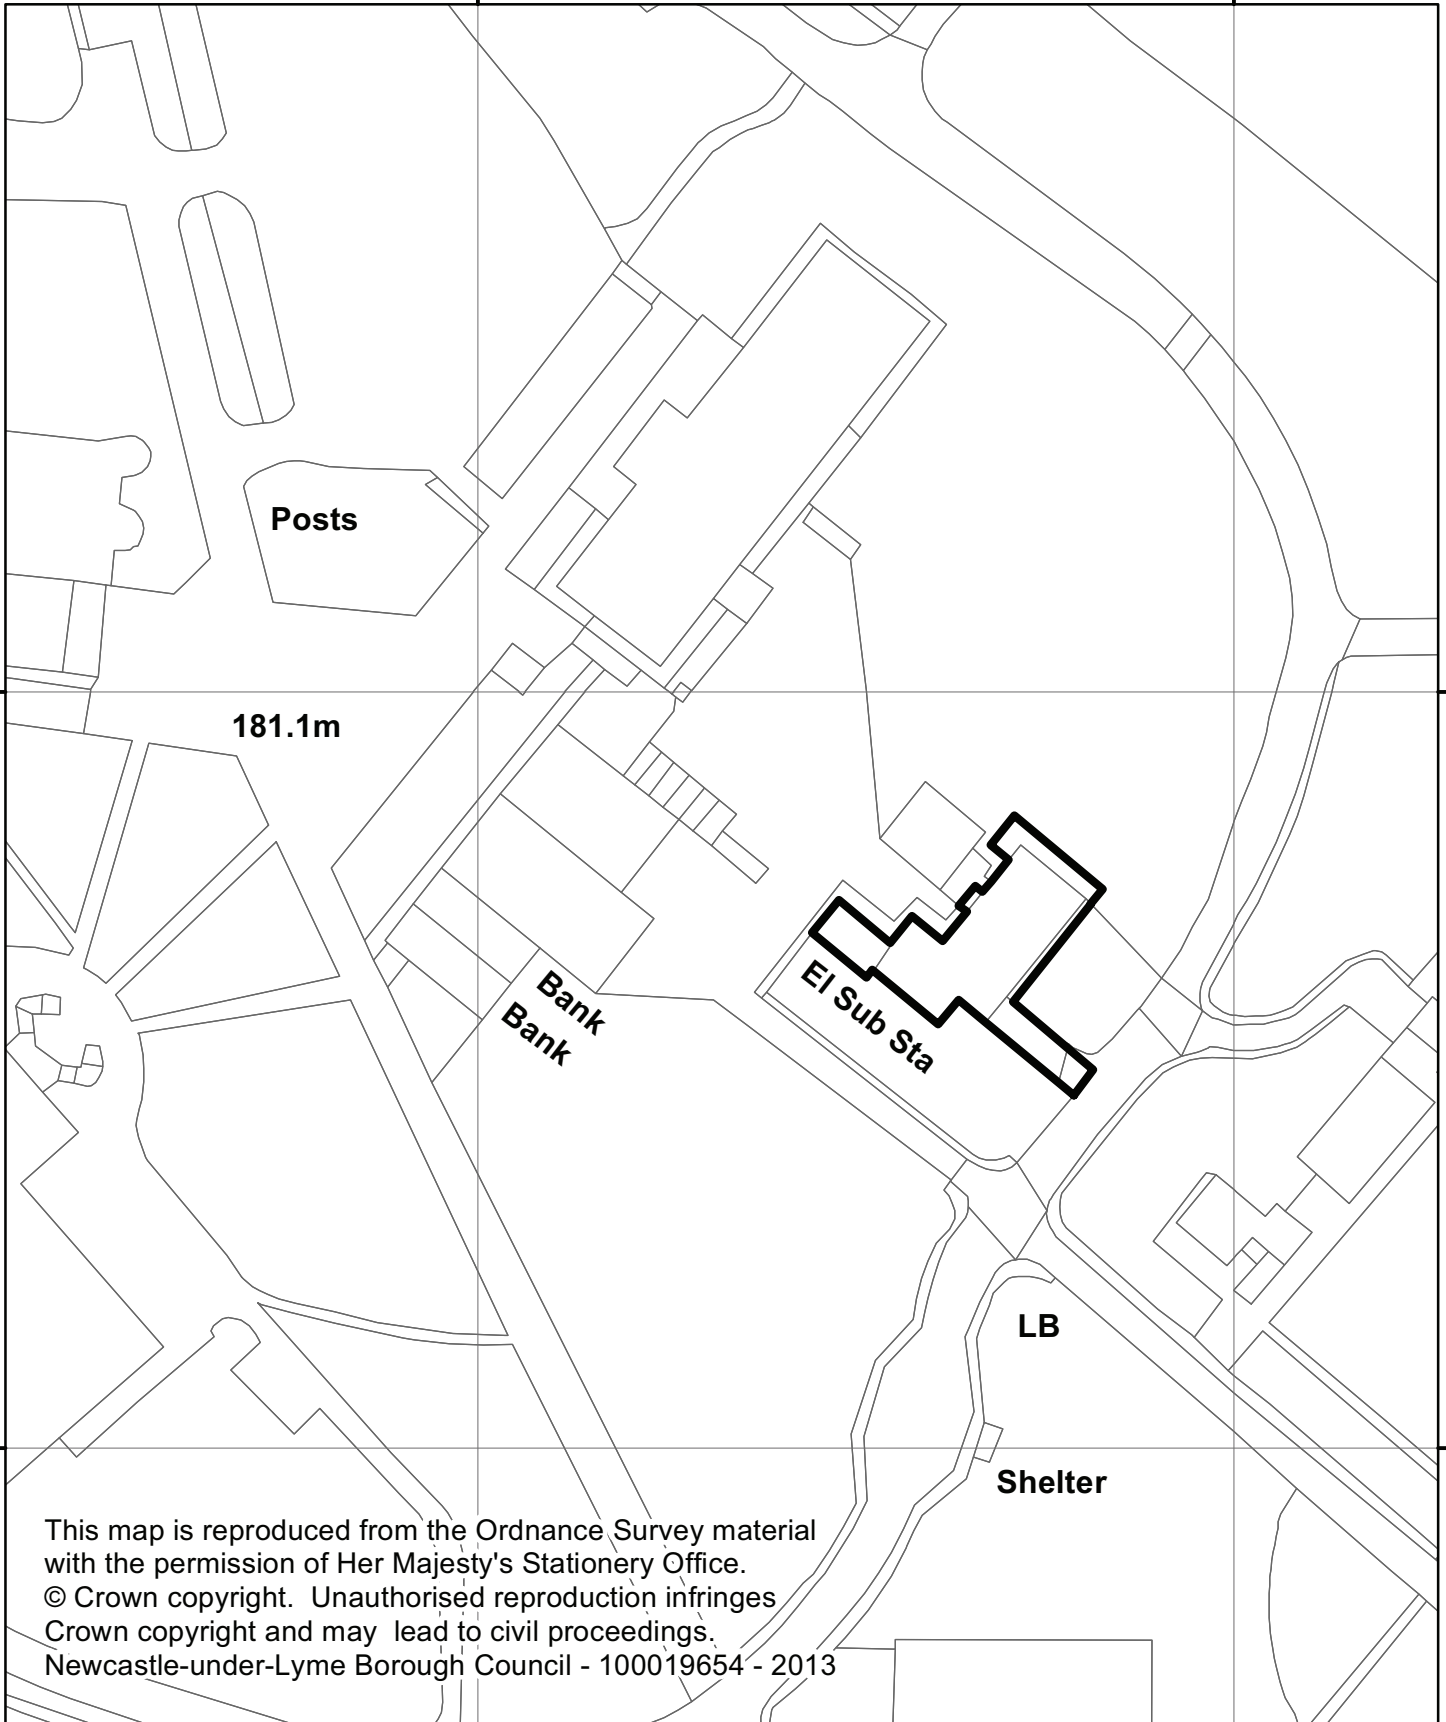 Posts
181.1m
El Sub Sta
Bank
Bank
LB
Shelter
This map is reproduced from the Ordnance Survey material
with the permission of Her Majesty's Stationery Office.
© Crown copyright. Unauthorised reproduction infringes
Crown copyright and may lead to civil proceedings.
Newcastle-under-Lyme Borough Council - 100019654 - 2013